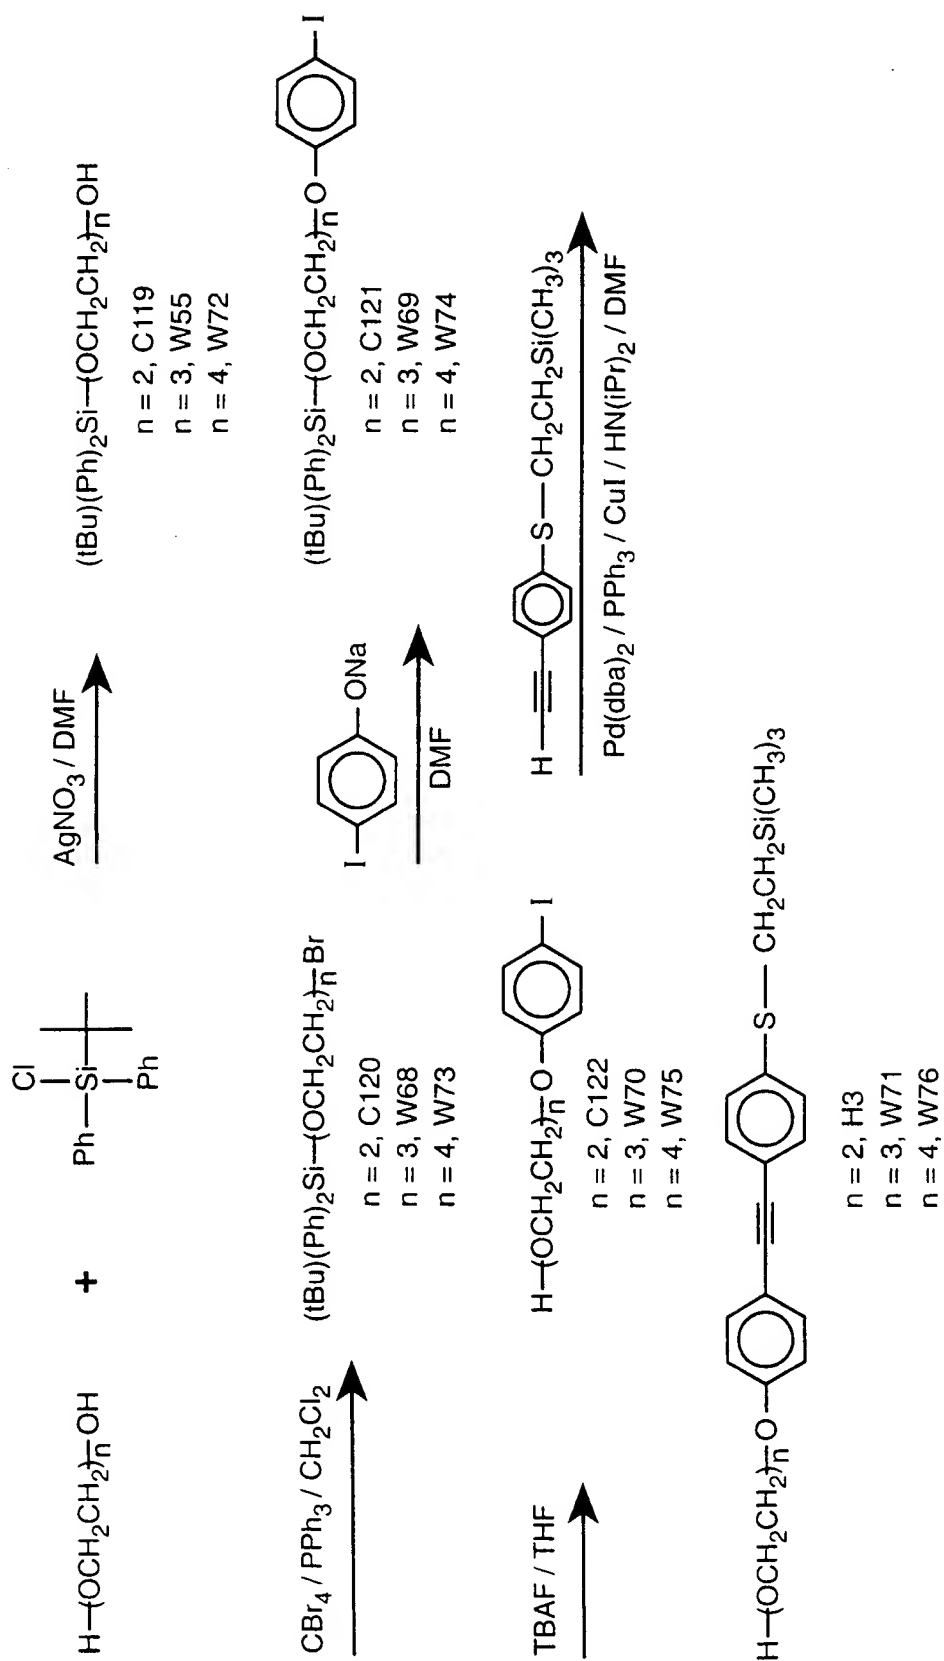 H—(OCH2CH2)n—OH
+
Cl
Ph—Si
Ph
AgNO3 / DMF
(tBu)(Ph)2Si—(OCH2CH2)n—OH
n = 2, C119
n = 3, W55
n = 4, W72
CBr4 / PPh3 / CH2Cl2
(tBu)(Ph)2Si—(OCH2CH2)n—Br
n = 2, C120
n = 3, W68
n = 4, W73
I ONa
DMF
(tBu)(Ph)2Si—(OCH2CH2)n—O I
n = 2, C121
n = 3, W69
n = 4, W74
TBAF / THF
H—(OCH2CH2)n—O I
n = 2, C122
n = 3, W70
n = 4, W75
H S—CH2CH2Si(CH3)3
Pd(dba)2 / PPh3 / CuI / HN(iPr)2 / DMF
H—(OCH2CH2)n—O S—CH2CH2Si(CH3)3
n = 2, H3
n = 3, W71
n = 4, W76